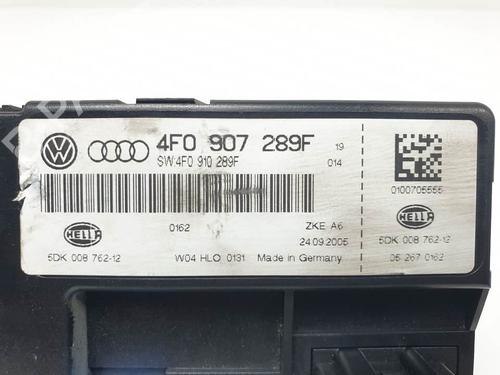 4F0 907 289F 19
SW:4F0 910 289F 014
0100705555
0162 ZKE A6
24.09.2005
HELLA
5DK 008 762-12 W04 HLO 0131 Made in Germany
HELLA
5DK 008 762-12
05 267 0162